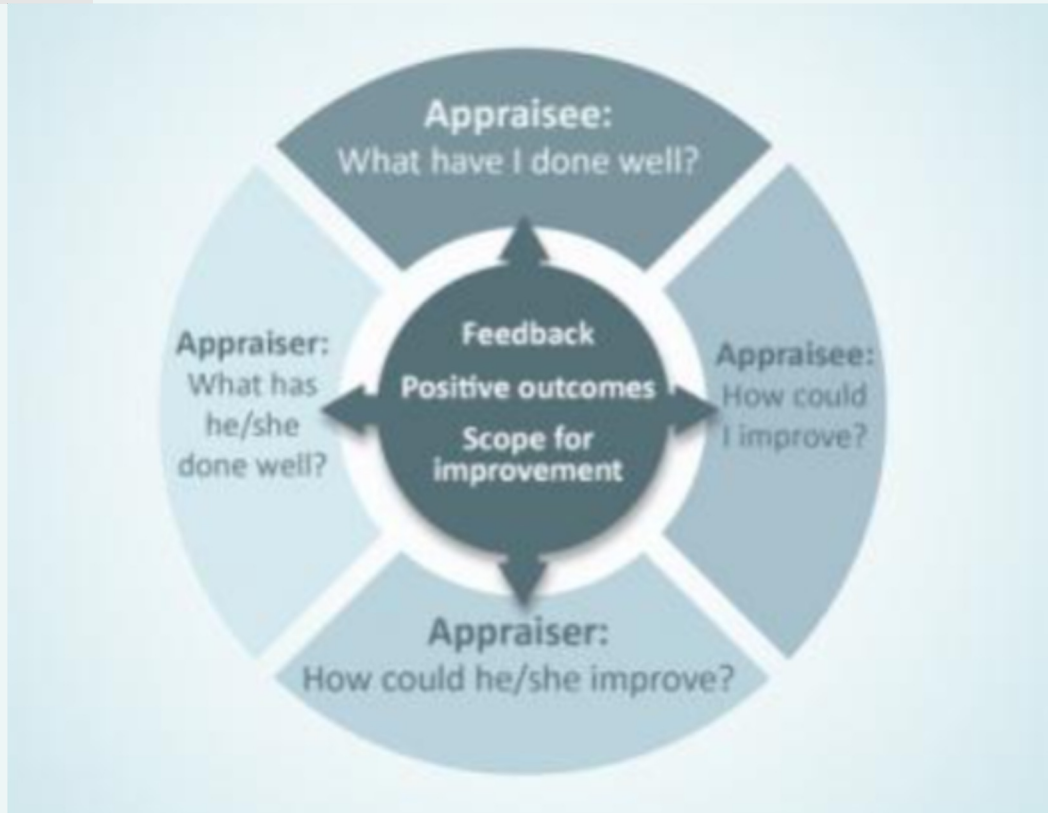 Appraisee:
What have I done well?
Appraiser:
What has
he/she
done well?
Feedback
Positive outcomes
Scope for
improvement
Appraisee:
How could
I improve?
Appraiser:
How could he/she improve?